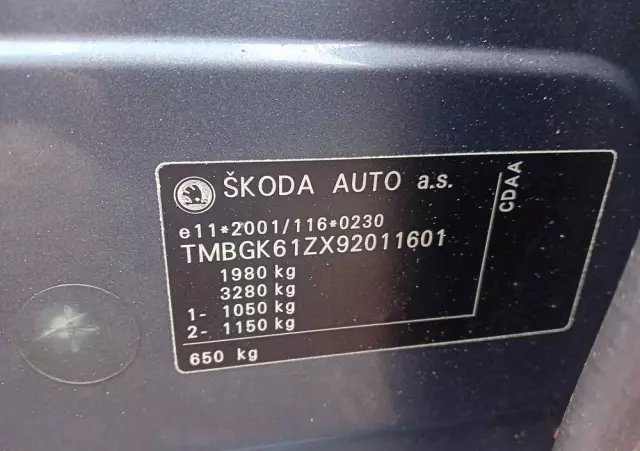 ŠKODA AUTO a.s.
e11*2001/116*0230
TMBGK61ZX92011601
1980 kg
3280 kg
1- 1050 kg
2- 1150 kg
650 kg
CDAA